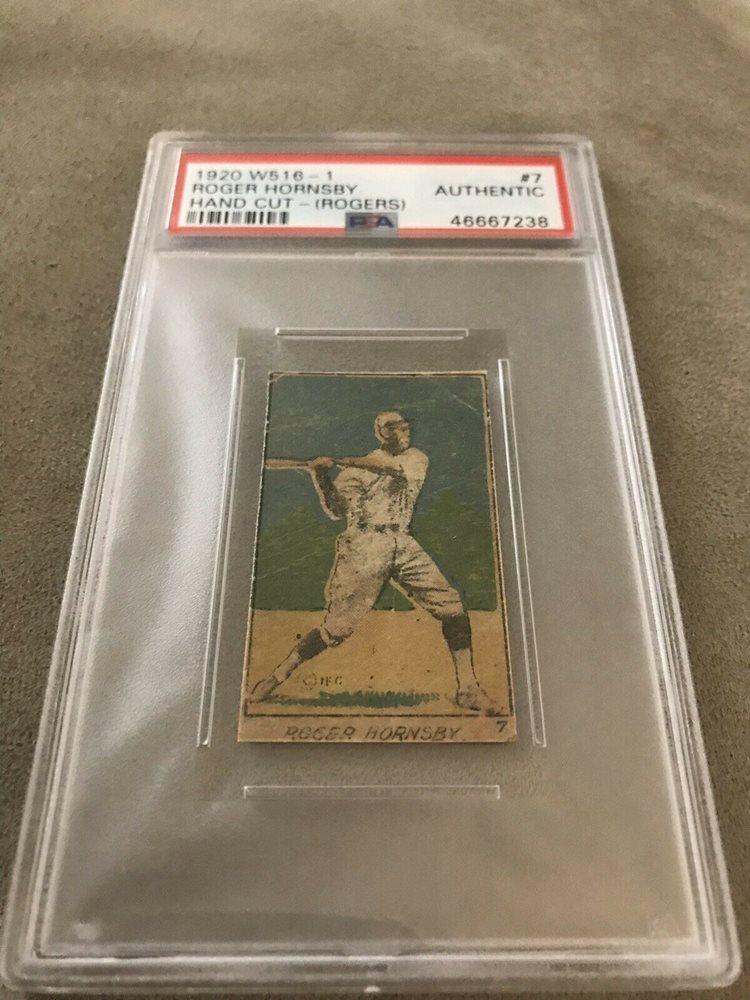 1920 W516-1 #7
ROGER HORNSBY AUTHENTIC
HAND CUT-(ROGERS)
PSA 46667238
© IFC
ROGER HORNSBY.
7